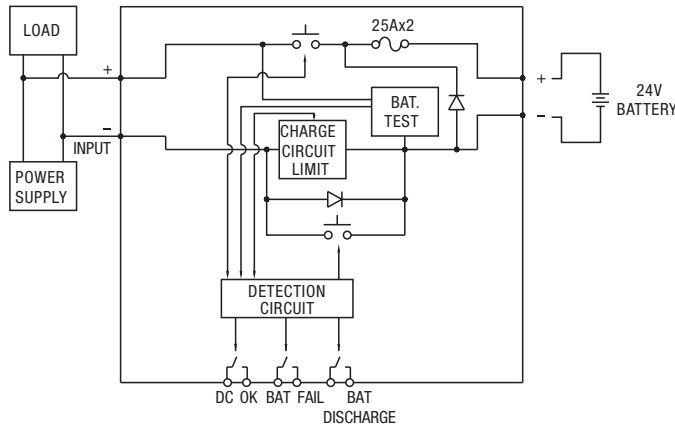 LOAD
25Ax2
+
+
24V
BATTERY
BAT.
TEST
−
−
INPUT
CHARGE
CIRCUIT
LIMIT
POWER
SUPPLY
DETECTION
CIRCUIT
DC OK BAT FAIL BAT
DISCHARGE